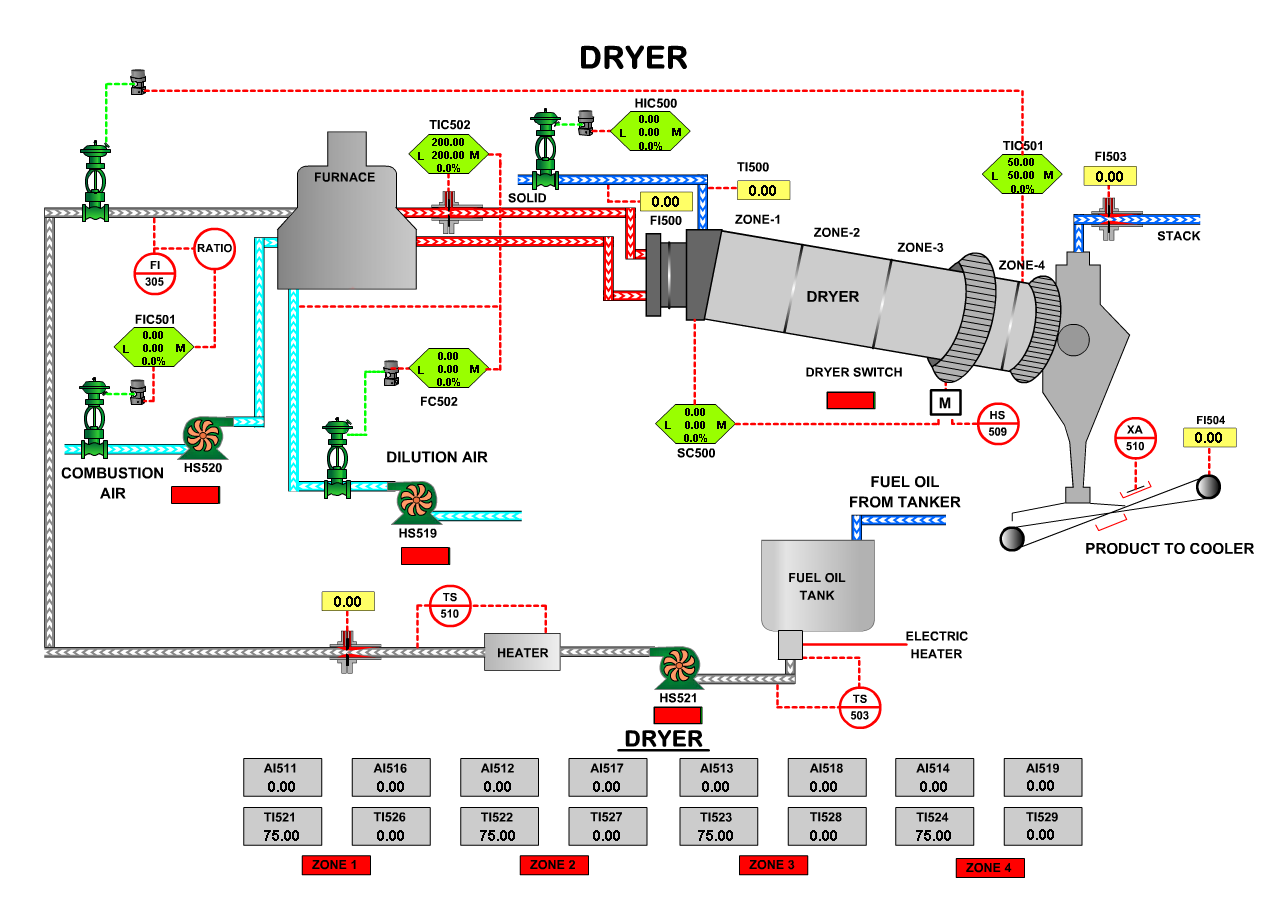 DRYER
HIC500
0.00
L 0.00 M
0.0%
TIC502
200.00
L 200.00 M
0.0%
TIC501
50.00
L 50.00 M
0.0%
FI503
0.00
FURNACE
TI500
0.00
SOLID
0.00
FI500
ZONE-1
ZONE-2
ZONE-3
ZONE-4
STACK
RATIO
FI
305
DRYER
FIC501
0.00
L 0.00 M
0.0%
0.00
L 0.00 M
0.0%
FC502
DRYER SWITCH
M
HS
509
0.00
L 0.00 M
0.0%
SC500
XA
510
FI504
0.00
HS520
COMBUSTION
AIR
DILUTION AIR
HS519
FUEL OIL
FROM TANKER
PRODUCT TO COOLER
FUEL OIL
TANK
0.00
TS
510
HEATER
ELECTRIC
HEATER
HS521
TS
503
DRYER
AI511 AI516 AI512 AI517 AI513 AI518 AI514 AI519
0.00 0.00 0.00 0.00 0.00 0.00 0.00 0.00
TI521 TI526 TI522 TI527 TI523 TI528 TI524 TI529
75.00 0.00 75.00 0.00 75.00 0.00 75.00 0.00
ZONE 1 ZONE 2 ZONE 3 ZONE 4